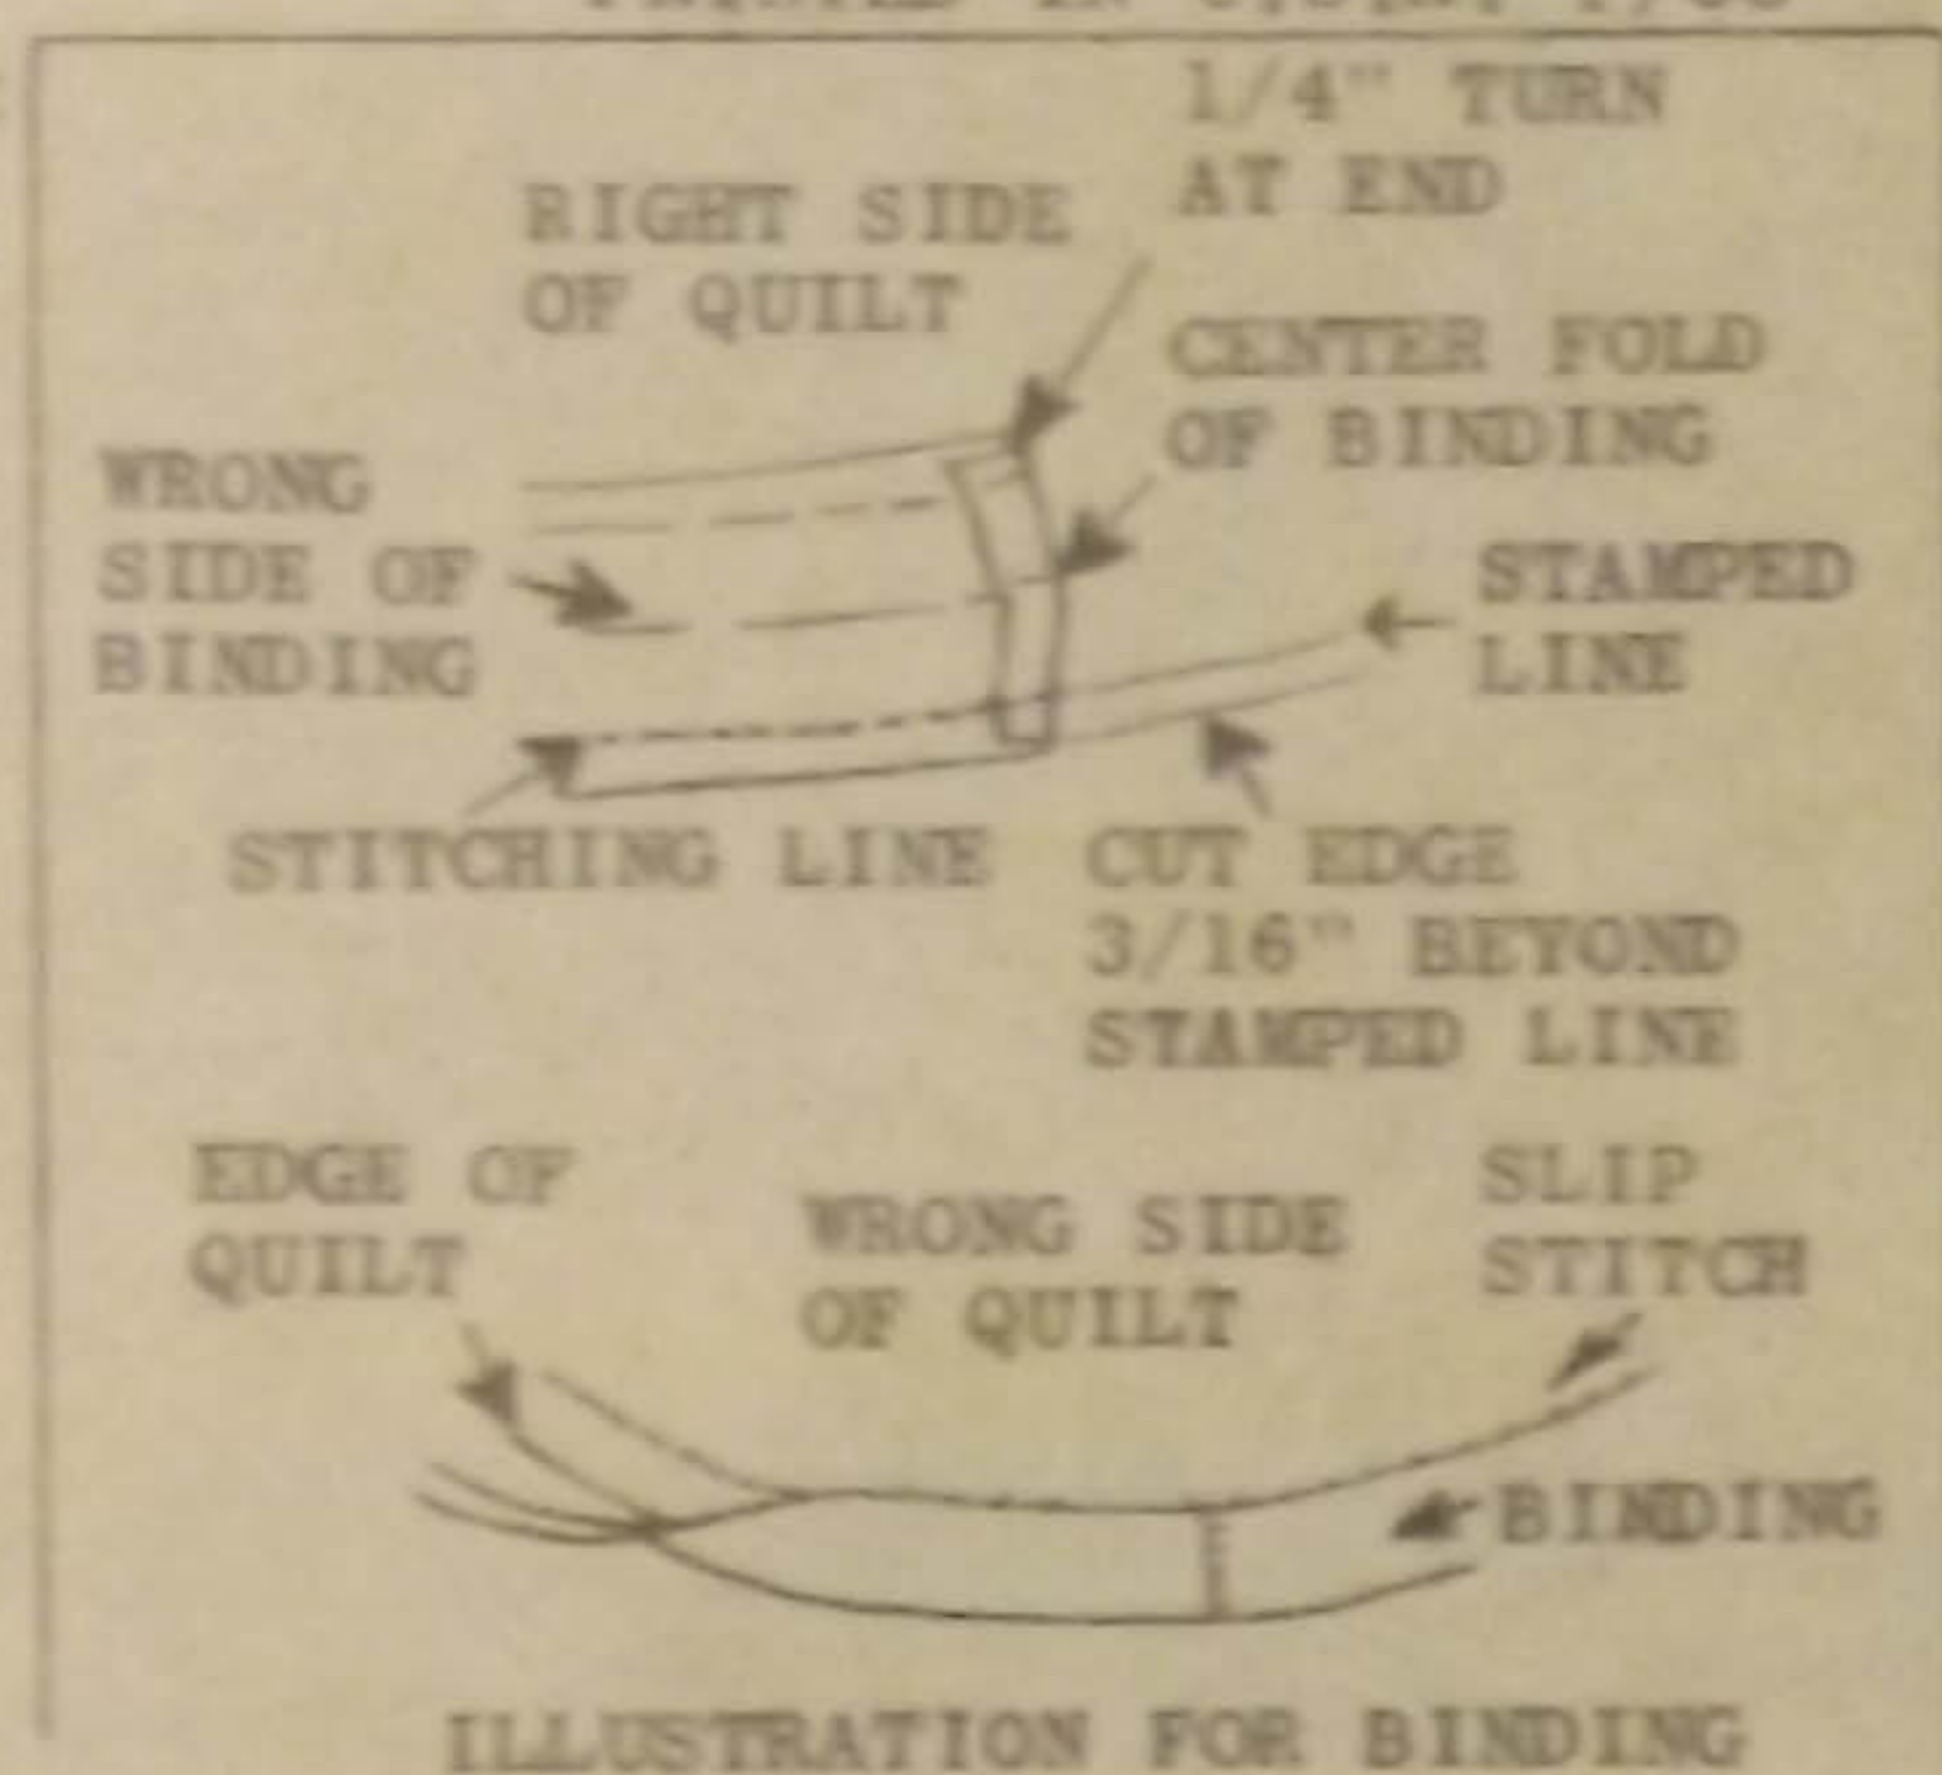 IN U.S.A.
1/4" TURN
AT END
RIGHT SIDE
OF QUILT
CENTER FOLD
OF BINDING
WRONG
SIDE OF
BINDING
STAMPED
LINE
STITCHING LINE
CUT EDGE
3/16" BEYOND
STAMPED LINE
EDGE OF
QUILT
WRONG SIDE
OF QUILT
SLIP
STITCH
BINDING
ILLUSTRATION FOR BINDING